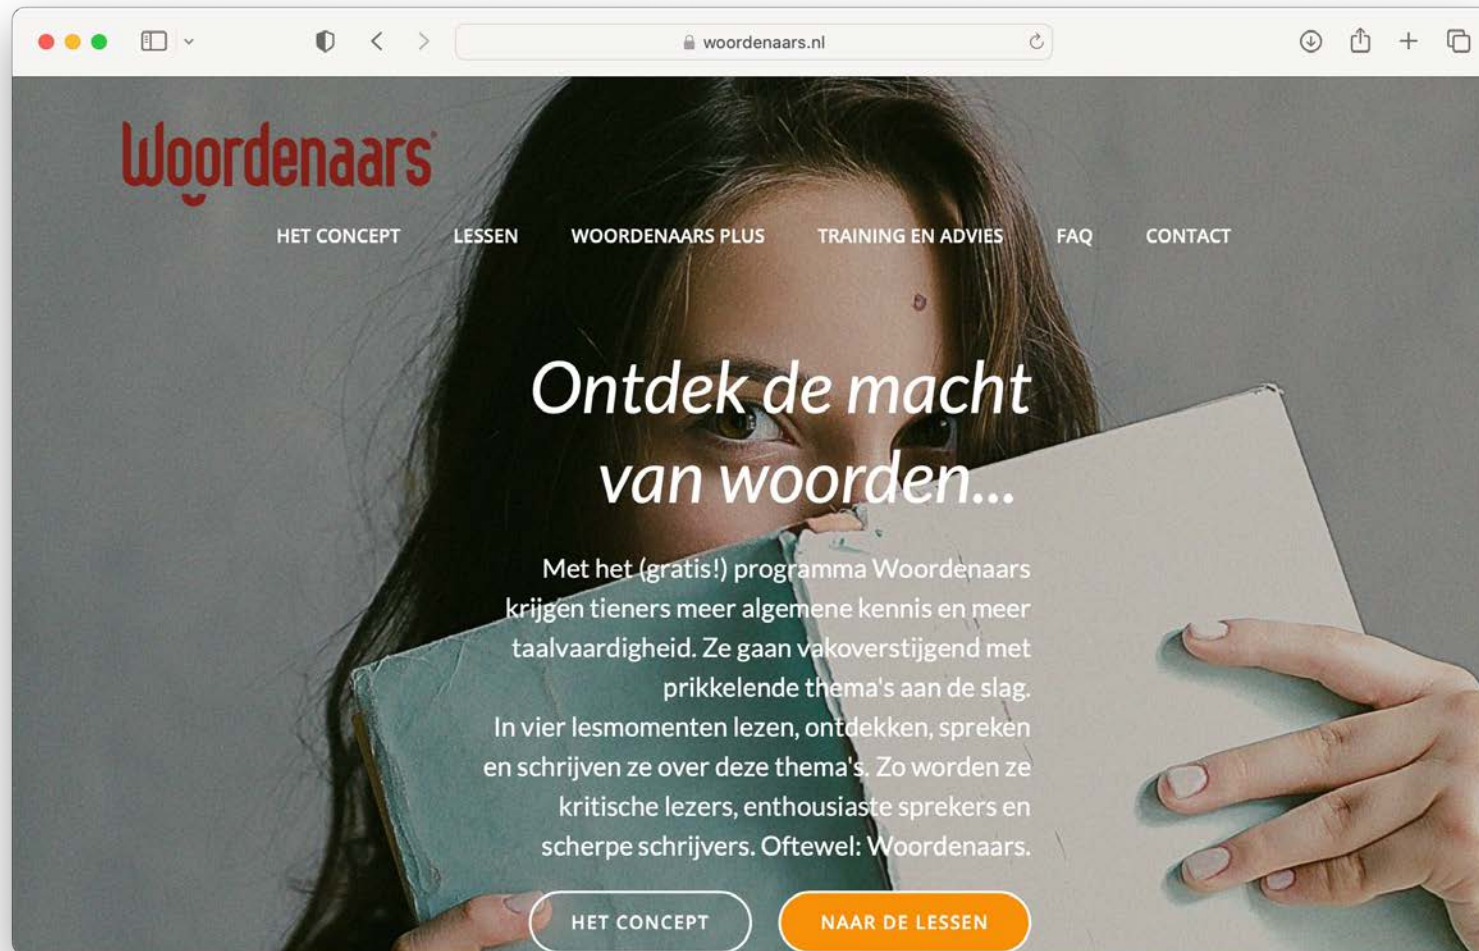 woordenaars.nl
Woordenaars®
HET CONCEPT LESSEN WOORDENAARS PLUS TRAINING EN ADVIES FAQ CONTACT
Ontdek de macht
van woorden...
Met het (gratis!) programma Woordenaars
krijgen tieners meer algemene kennis en meer
taalvaardigheid. Ze gaan vakoverstijgend met
prikkelende thema's aan de slag.
In vier lesmomenten lezen, ontdekken, spreken
en schrijven ze over deze thema's. Zo worden ze
kritische lezers, enthousiaste sprekers en
scherpe schrijvers. Oftewel: Woordenaars.
HET CONCEPT NAAR DE LESSEN